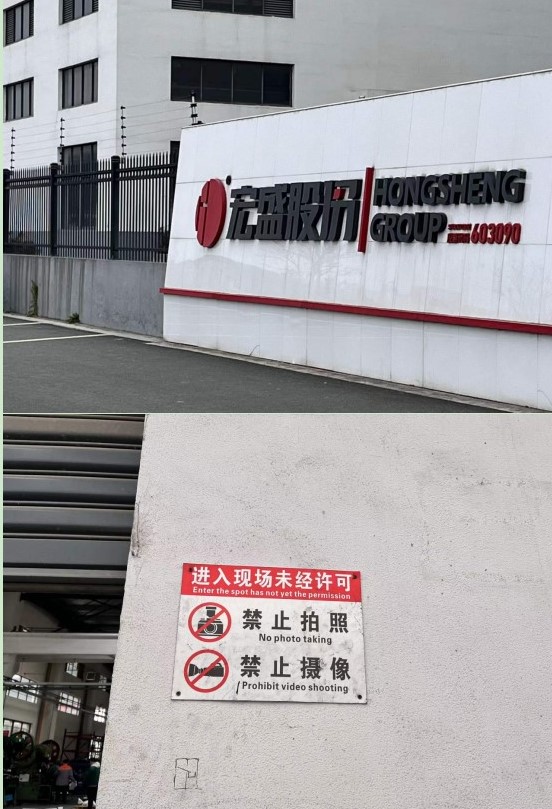 宏盛股份
HONGSHENG
GROUP
603090
进入现场未经许可
Enter the spot has not yet the permission
禁止拍照
No photo taking
禁止摄像
Prohibit video shooting